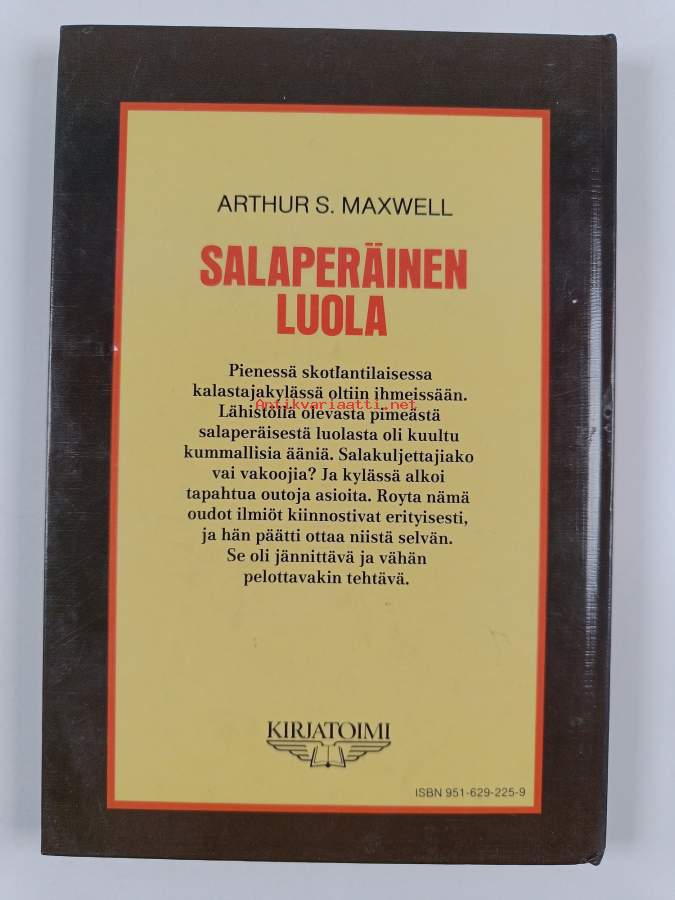 ARTHUR S. MAXWELL
SALAPERÄINEN
LUOLA
Pienessä skotlantilaisessa
kalastajakylässä oltiin ihmeissään.
Antikvariaatti.net
Lähistöllä olevasta pimeästä
salaperäisestä luolasta oli kuultu
kummallisia ääniä. Salakuljettajiako
vai vakoojia? Ja kylässä alkoi
tapahtua outoja asioita. Royta nämä
oudot ilmiöt kiinnostivat erityisesti,
ja hän päätti ottaa niistä selvän.
Se oli jännittävä ja vähän
pelottavakin tehtävä.
KIRJATOIMI
ISBN 951-629-225-9